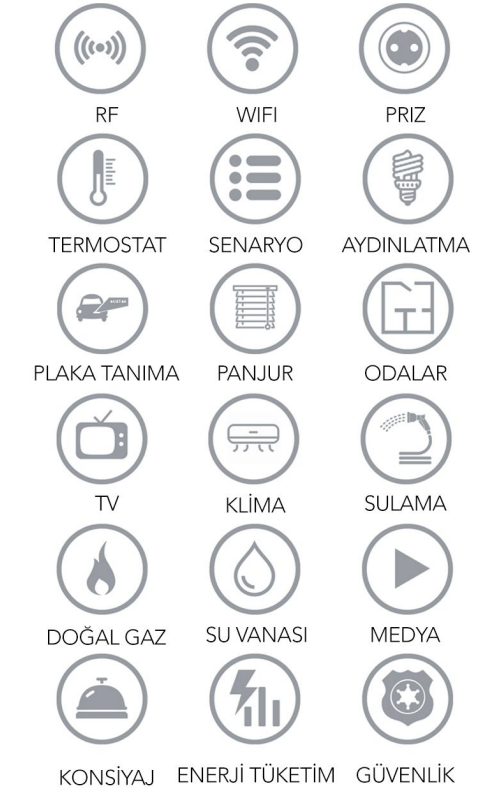 RF
WIFI
PRIZ
TERMOSTAT
SENARYO
AYDINLATMA
PLAKA TANIMA
PANJUR
ODALAR
TV
KLİMA
SULAMA
DOĞAL GAZ
SU VANASI
MEDYA
KONSİYAJ
ENERJİ TÜKETİM
GÜVENLİK